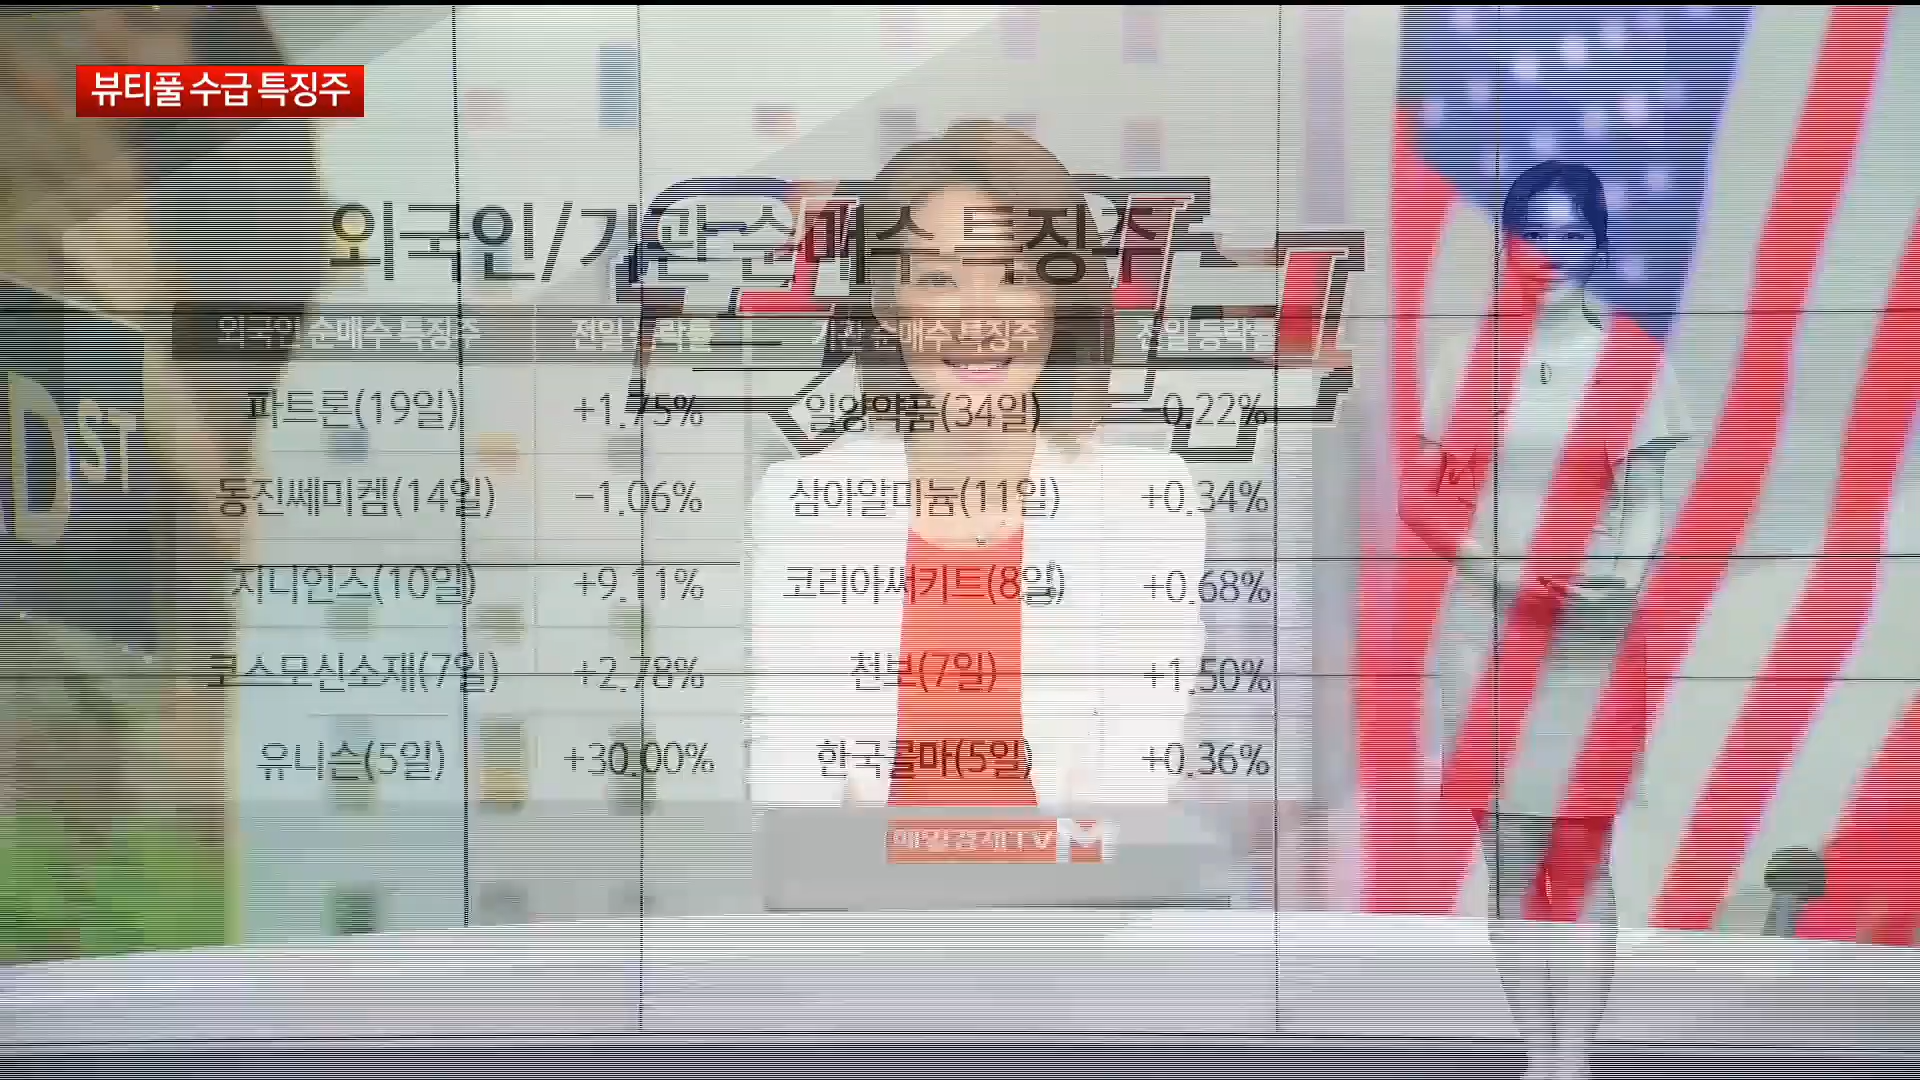 뷰티풀 수급 특징주
외국인/기관 순매수 특징주
외국인 순매수 특징주 전일 등락률 기관 순매수 특징주 전일 등락률
파트론(19일) +1.75% 일양약품(34일) -0.22%
동진쎄미켐(14일) -1.06% 삼아알미늄(11일) +0.34%
지니언스(10일) +9.11% 코리아써키트(8일) +0.68%
코스모신소재(7일) +2.78% 천보(7일) +1.50%
유니슨(5일) +30.00% 한국콜마(5일) +0.36%
매일경제TV M
D ST